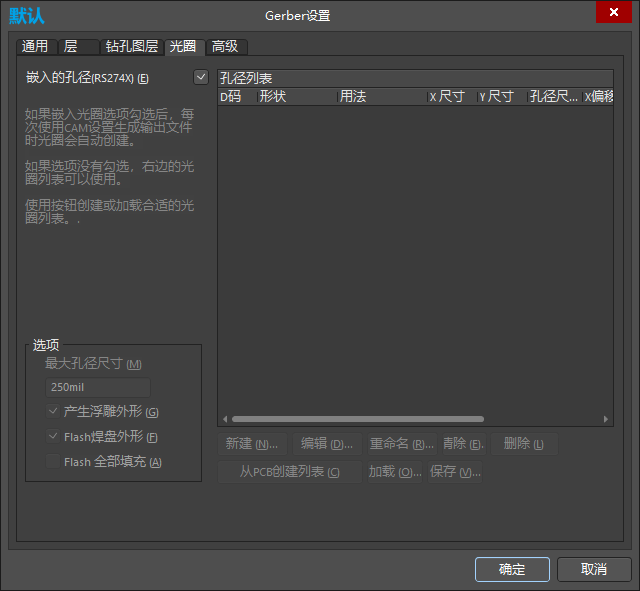 默认
Gerber设置
通用 层 钻孔图层 光圈 高级
嵌入的孔径(RS274X) (E)
如果嵌入光圈选项勾选后，每
次使用CAM设置生成输出文件
时光圈会自动创建。
如果选项没有勾选，右边的光
圈列表可以使用。
使用按钮创建或加载合适的光
圈列表。.
孔径列表
D码 形状 用法 X 尺寸 Y 尺寸 孔径尺... X偏移
选项
最大孔径尺寸 (M)
250mil
产生浮雕外形 (G)
Flash焊盘外形 (F)
Flash 全部填充 (A)
新建 (N)... 编辑 (D)... 重命名 (R)... 清除 (E). 删除 (L)
从PCB创建列表 (C) 加载 (O)... 保存 (V)...
确定 取消